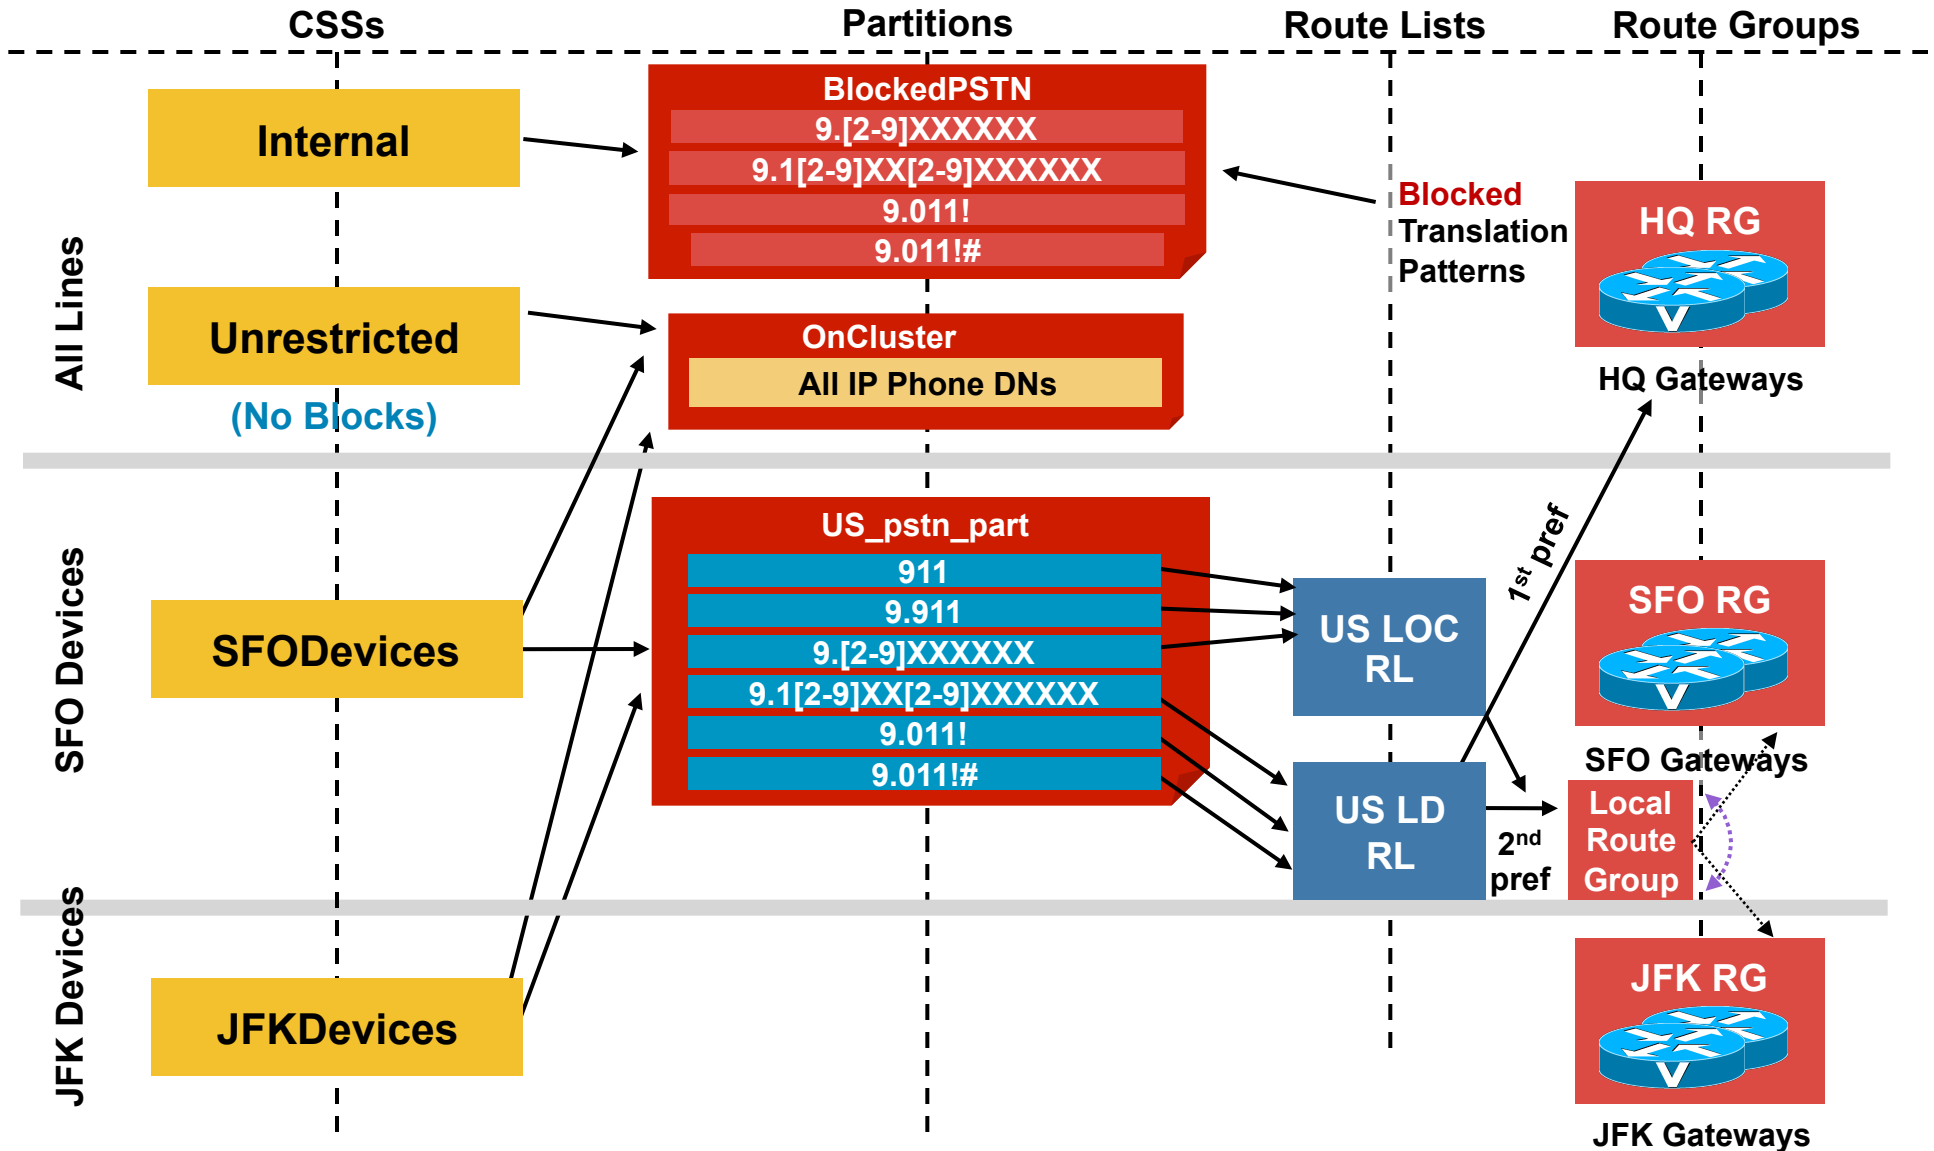 CSSs
Partitions
Route Lists
Route Groups
All Lines
Internal
Unrestricted
(No Blocks)
BlockedPSTN
9.[2-9]XXXXXX
9.1[2-9]XX[2-9]XXXXXX
9.011!
9.011!#
Blocked
Translation
Patterns
OnCluster
All IP Phone DNs
HQ RG
V
HQ Gateways
SFO Devices
SFODevices
US_pstn_part
911
9.911
9.[2-9]XXXXXX
9.1[2-9]XX[2-9]XXXXXX
9.011!
9.011!#
US LOC
RL
US LD
RL
1st pref
2nd
pref
SFO RG
V
SFO Gateways
Local
Route
Group
JFK Devices
JFKDevices
JFK RG
V
JFK Gateways